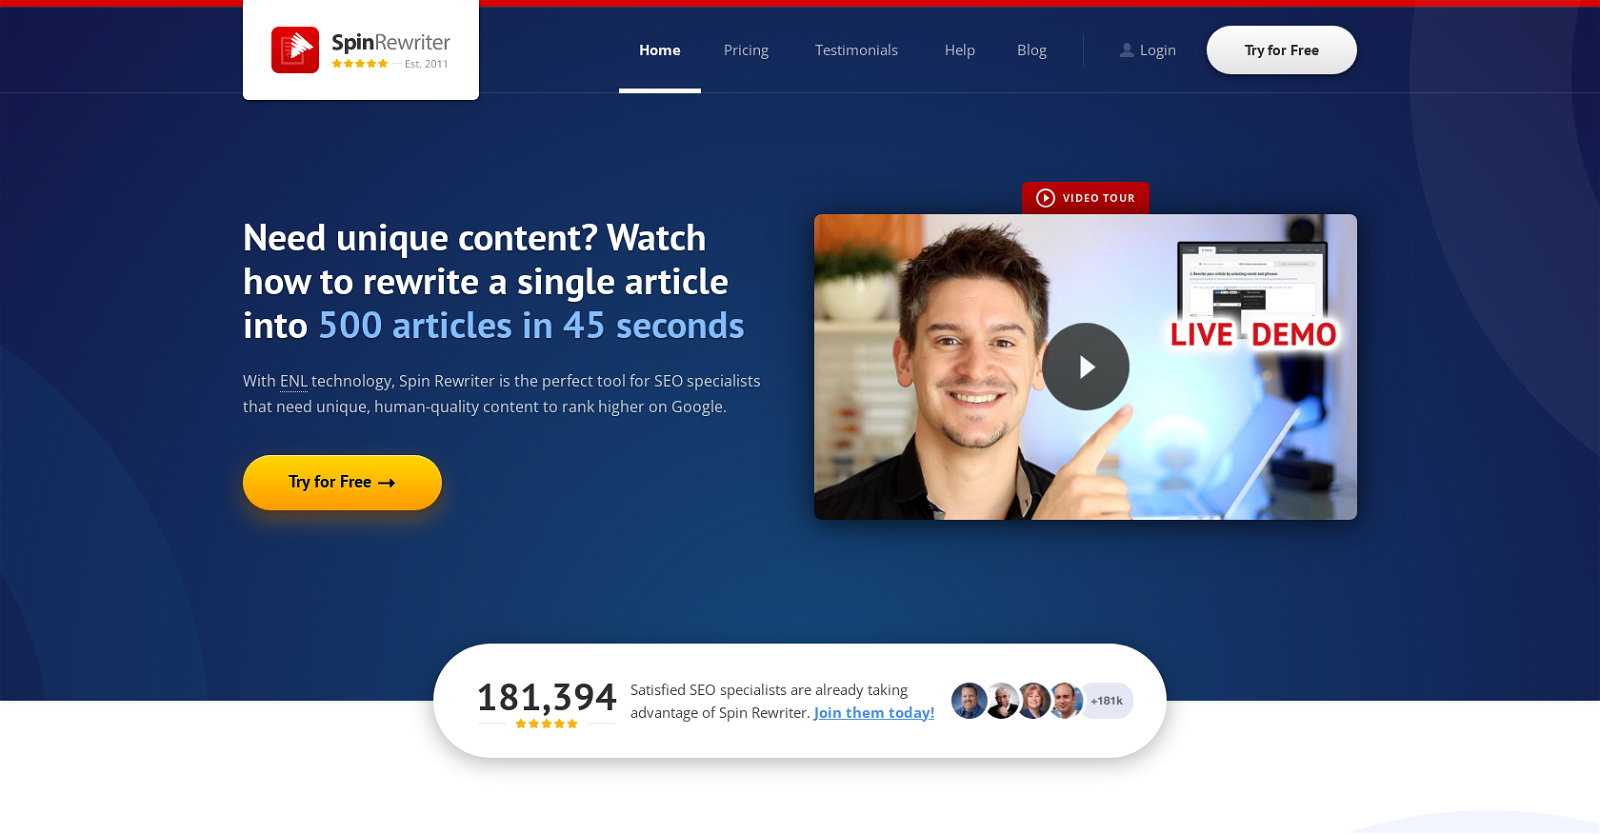 SpinRewriter
Est. 2011
Home
Pricing
Testimonials
Help
Blog
Login
Try for Free
VIDEO TOUR
Need unique content? Watch
how to rewrite a single article
into 500 articles in 45 seconds
LIVE DEMO
With ENL technology, Spin Rewriter is the perfect tool for SEO specialists
that need unique, human-quality content to rank higher on Google.
Try for Free
181,394
Satisfied SEO specialists are already taking
advantage of Spin Rewriter. Join them today!
+181k